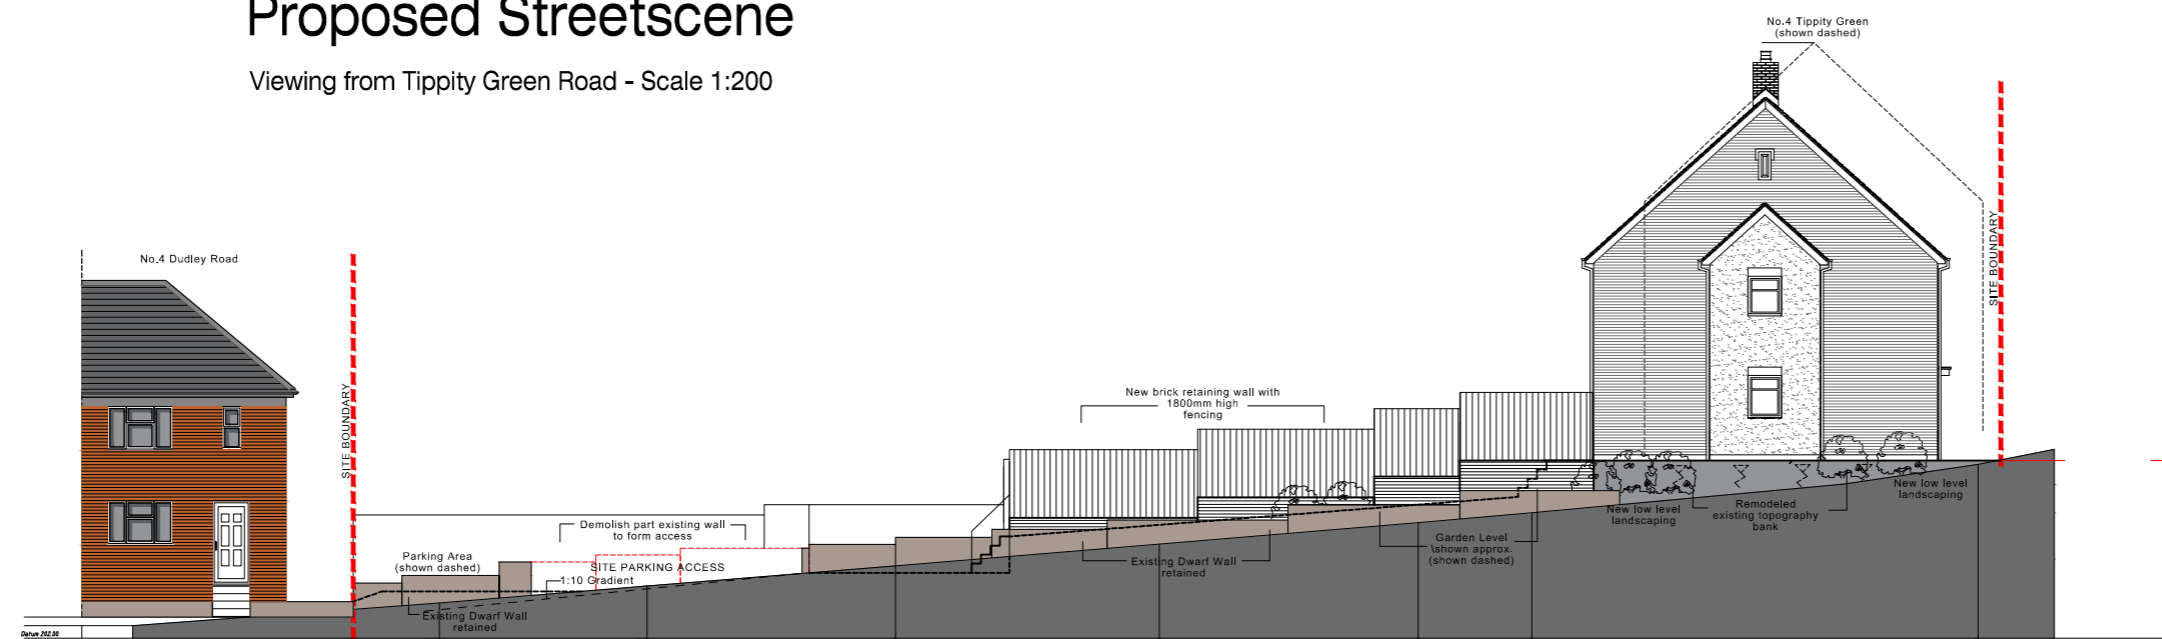 Proposed Streetscene
Viewing from Tippity Green Road - Scale 1:200
No.4 Tippity Green
(shown dashed)
No.4 Dudley Road
SITE BOUNDARY
SITE BOUNDARY
New brick retaining wall with
1800mm high
fencing
Demolish part existing wall
to form access
Parking Area
(shown dashed)
SITE PARKING ACCESS
1:10 Gradient
Existing Dwarf Wall
retained
Existing Dwarf Wall
retained
Garden Level
\shown approx.
(shown dashed)
New low level
landscaping
Remodeled
existing topography
bank
New low level
landscaping
Datum 202.00